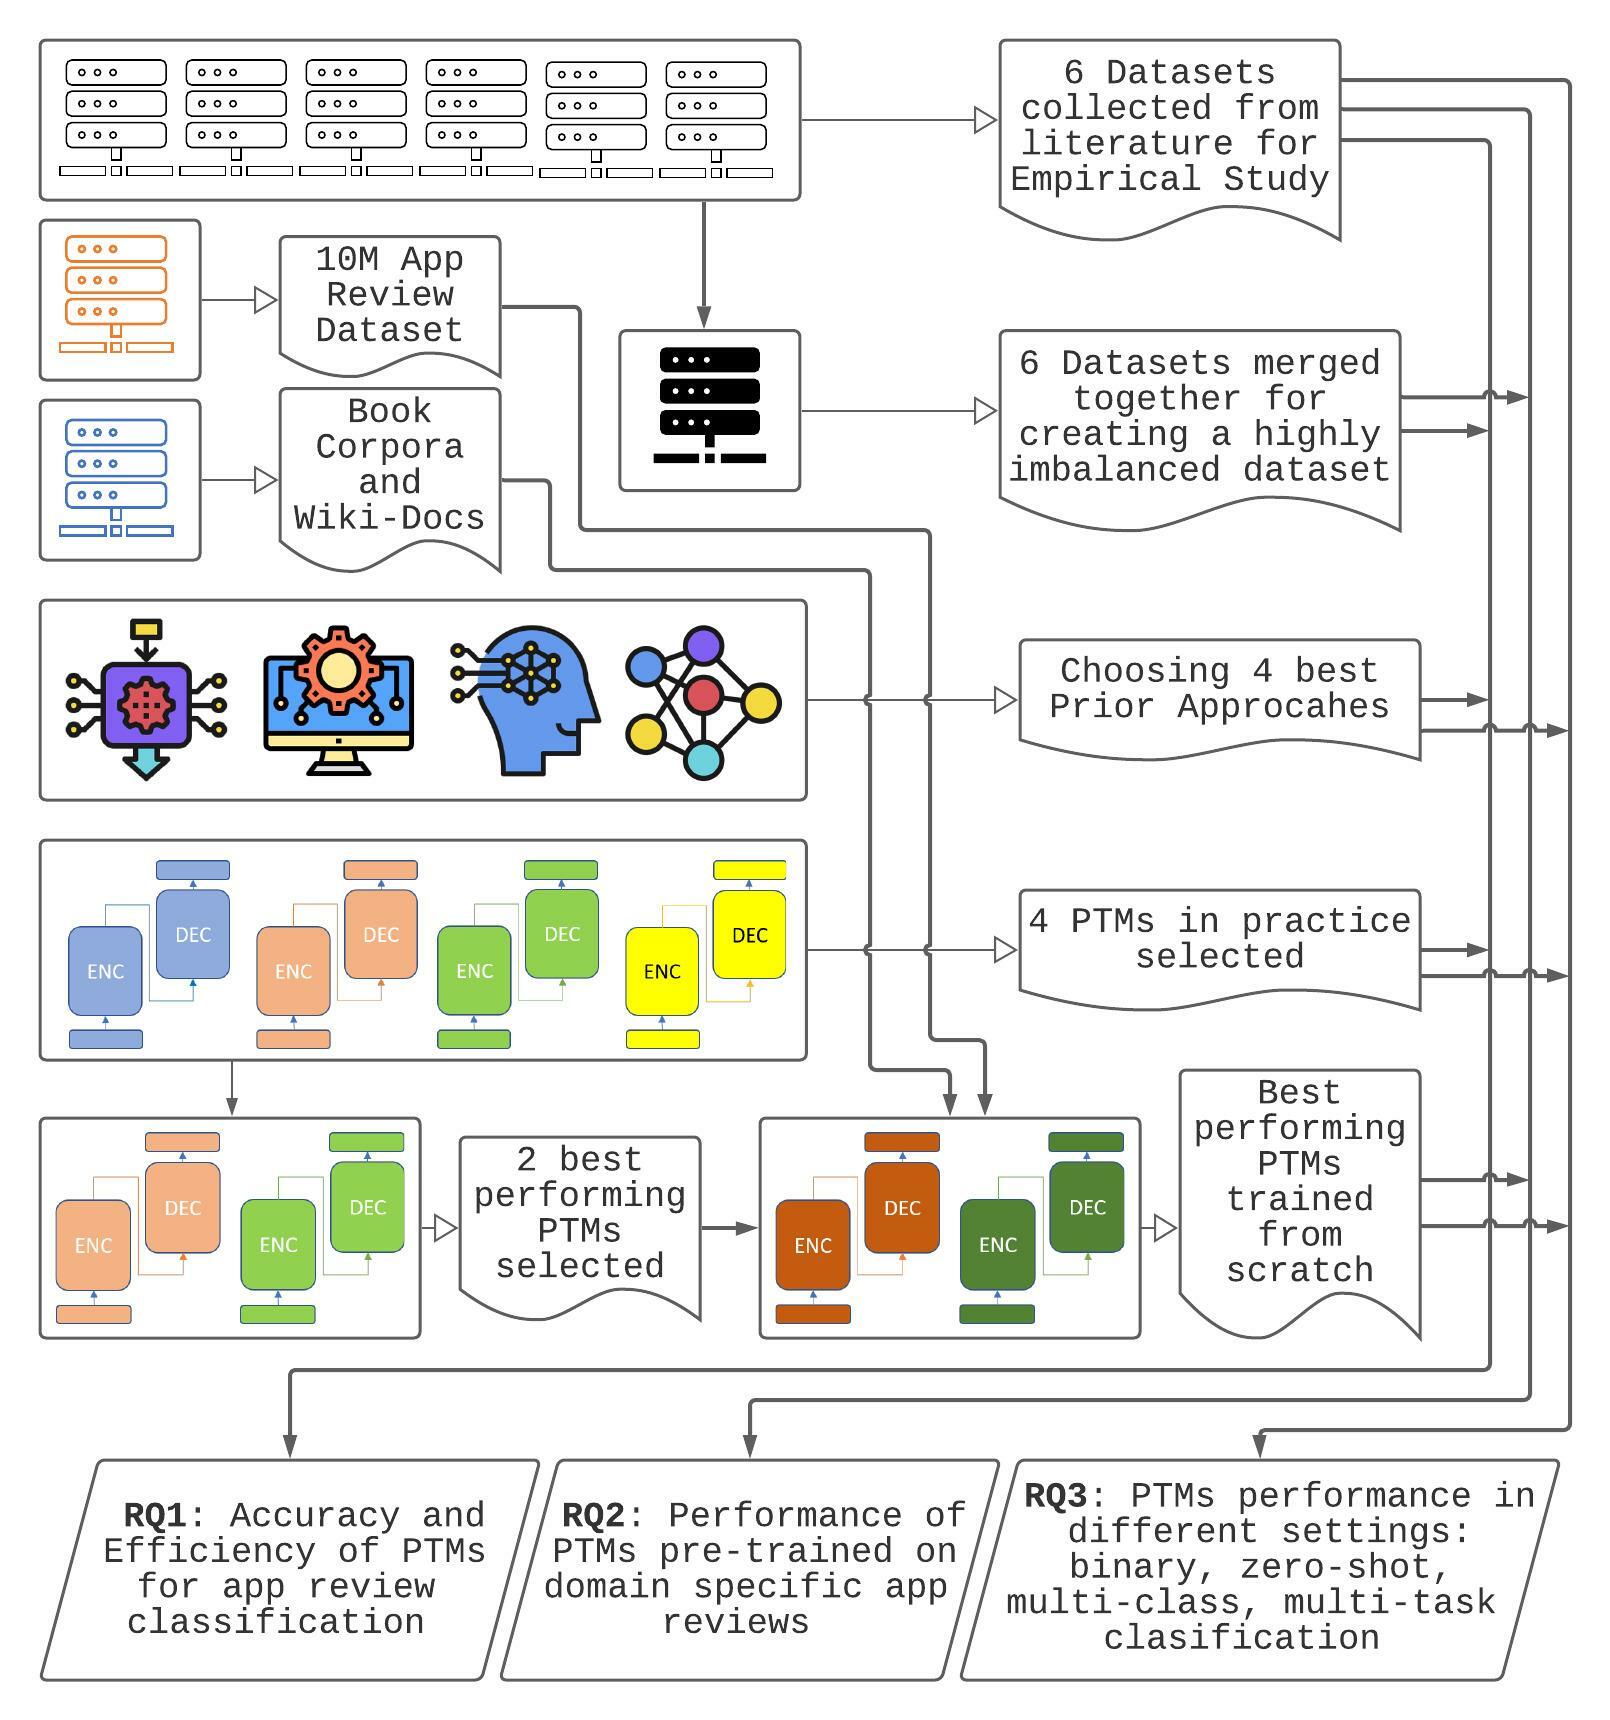 6 Datasets
collected from
literature for
Empirical Study
10M App
Review
Dataset
Book
Corpora
and
Wiki-Docs
6 Datasets merged
together for
creating a highly
imbalanced dataset
Choosing 4 best
Prior Approcahes
DEC
ENC
DEC
ENC
DEC
ENC
DEC
ENC
4 PTMs in practice
selected
DEC
ENC
DEC
ENC
2 best
performing
PTMs
selected
DEC
ENC
DEC
ENC
Best
performing
PTMs
trained
from
scratch
RQ1: Accuracy and
Efficiency of PTMs
for app review
classification
RQ2: Performance of
PTMs pre-trained on
domain specific app
reviews
RQ3: PTMs performance in
different settings:
binary, zero-shot,
multi-class, multi-task
clasification